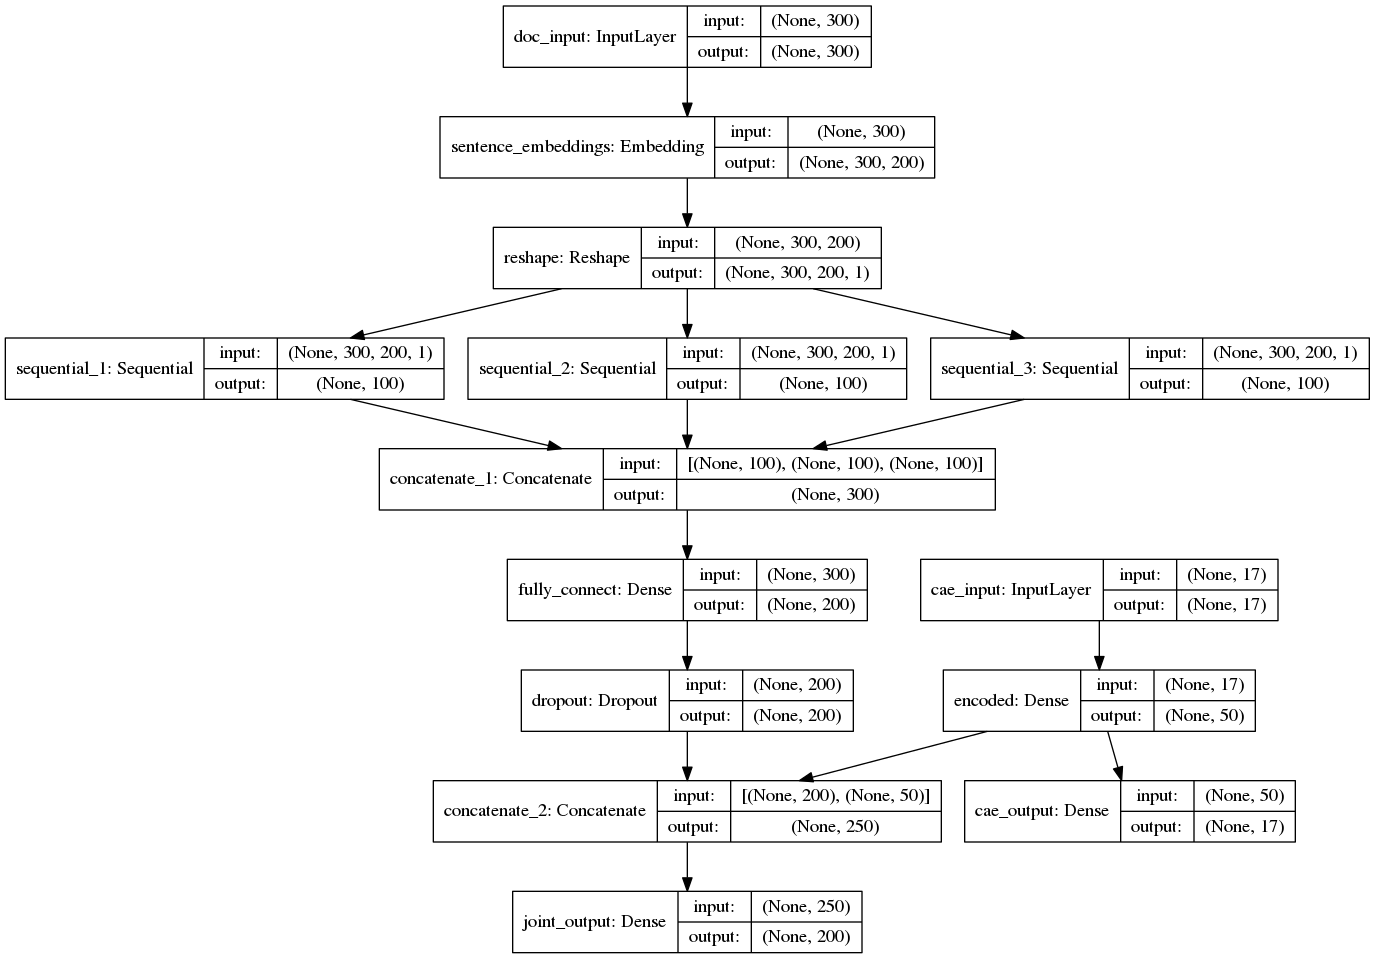 doc_input: InputLayer
input: (None, 300)
output: (None, 300)
sentence_embeddings: Embedding
input: (None, 300)
output: (None, 300, 200)
reshape: Reshape
input: (None, 300, 200)
output: (None, 300, 200, 1)
sequential_1: Sequential
input: (None, 300, 200, 1)
output: (None, 100)
sequential_2: Sequential
input: (None, 300, 200, 1)
output: (None, 100)
sequential_3: Sequential
input: (None, 300, 200, 1)
output: (None, 100)
concatenate_1: Concatenate
input: [(None, 100), (None, 100), (None, 100)]
output: (None, 300)
fully_connect: Dense
input: (None, 300)
output: (None, 200)
cae_input: InputLayer
input: (None, 17)
output: (None, 17)
dropout: Dropout
input: (None, 200)
output: (None, 200)
encoded: Dense
input: (None, 17)
output: (None, 50)
concatenate_2: Concatenate
input: [(None, 200), (None, 50)]
output: (None, 250)
cae_output: Dense
input: (None, 50)
output: (None, 17)
joint_output: Dense
input: (None, 250)
output: (None, 200)